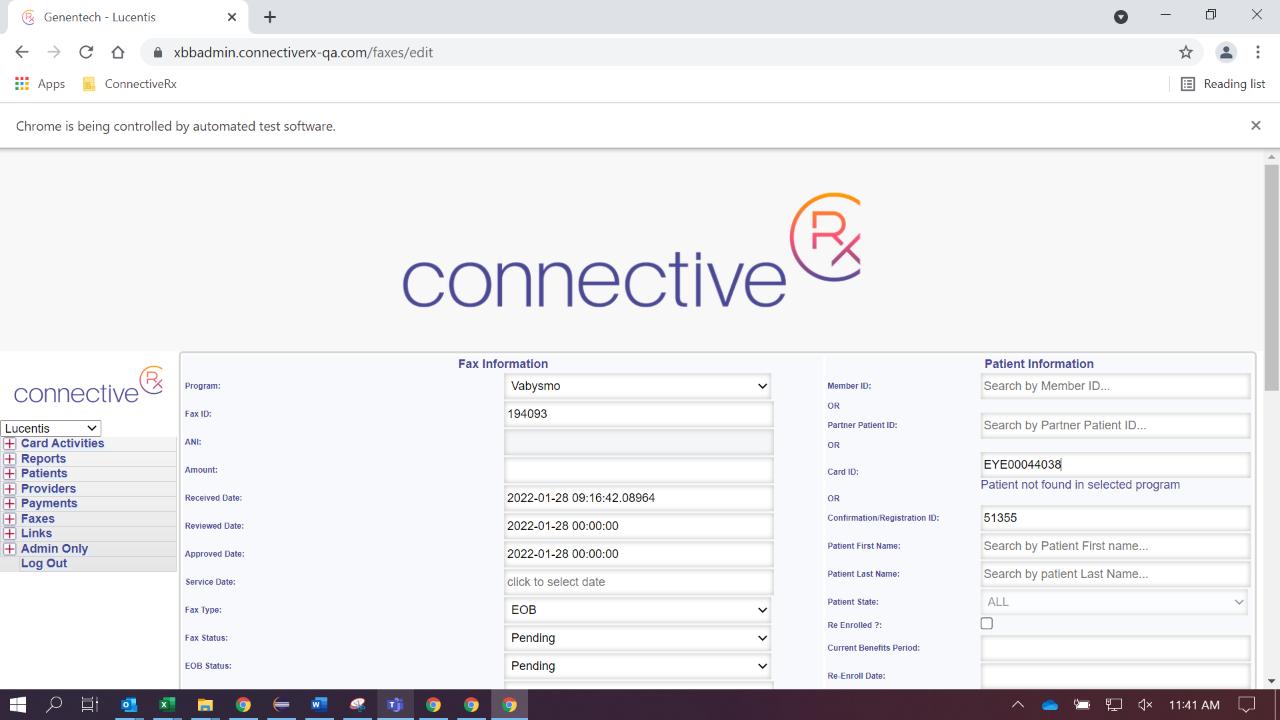 Genentech - Lucentis
xbbadmin.connectiverx-qa.com/faxes/edit
Apps ConnectiveRx Reading list
Chrome is being controlled by automated test software.
connective Rx
connective Rx
Lucentis
Card Activities
Reports
Patients
Providers
Payments
Faxes
Links
Admin Only
Log Out
Fax Information
Program: Vabysmo
Fax ID: 194093
ANI:
Amount:
Received Date: 2022-01-28 09:16:42.08964
Reviewed Date: 2022-01-28 00:00:00
Approved Date: 2022-01-28 00:00:00
Service Date: click to select date
Fax Type: EOB
Fax Status: Pending
EOB Status: Pending
Patient Information
Member ID: Search by Member ID...
OR
Partner Patient ID: Search by Partner Patient ID...
OR
Card ID: EYE00044038
Patient not found in selected program
OR
Confirmation/Registration ID: 51355
Patient First Name: Search by Patient First name...
Patient Last Name: Search by patient Last Name...
Patient State: ALL
Re Enrolled ?:
Current Benefits Period:
Re-Enroll Date:
11:41 AM